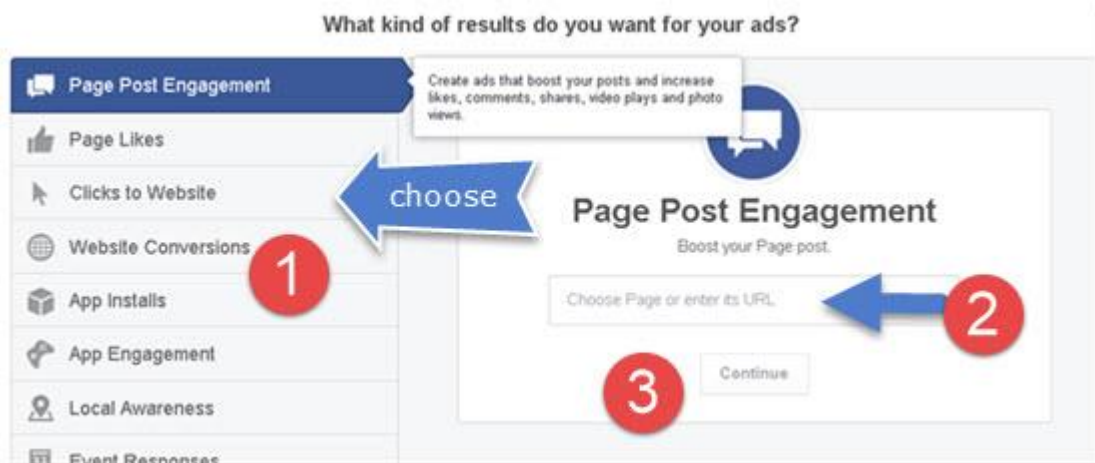 What kind of results do you want for your ads?
Page Post Engagement
Create ads that boost your posts and increase
likes, comments, shares, video plays and photo
views.
Page Likes
Clicks to Website
choose
Website Conversions
1
App Installs
App Engagement
Local Awareness
Event Responses
Page Post Engagement
Boost your Page post.
Choose Page or enter its URL
2
3
Continue